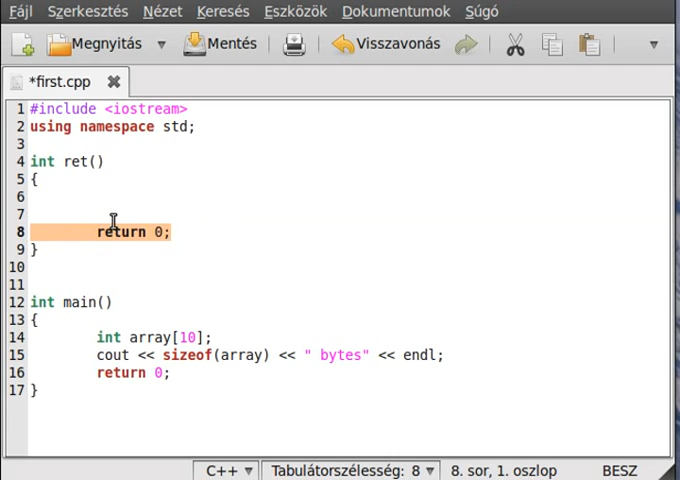 Fájl Szerkesztés Nézet Keresés Eszközök Dokumentumok Súgó
Megnyitás Mentés Visszavonás
*first.cpp
1 #include <iostream>
2 using namespace std;
3
4 int ret()
5 {
6
7
8 return 0;
9 }
10
11
12 int main()
13 {
14 int array[10];
15 cout << sizeof(array) << " bytes" << endl;
16 return 0;
17 }
C++ Tabulátorszélesség: 8 8. sor, 1. oszlop BESZ